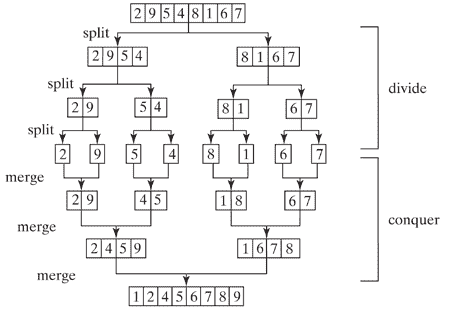 2 9 5 4 8 1 6 7
split
2 9 5 4 8 1 6 7
split
divide
2 9 5 4 8 1 6 7
split
2 9 5 4 8 1 6 7
merge
2 9 4 5 1 8 6 7
merge
conquer
2 4 5 9 1 6 7 8
merge
1 2 4 5 6 7 8 9